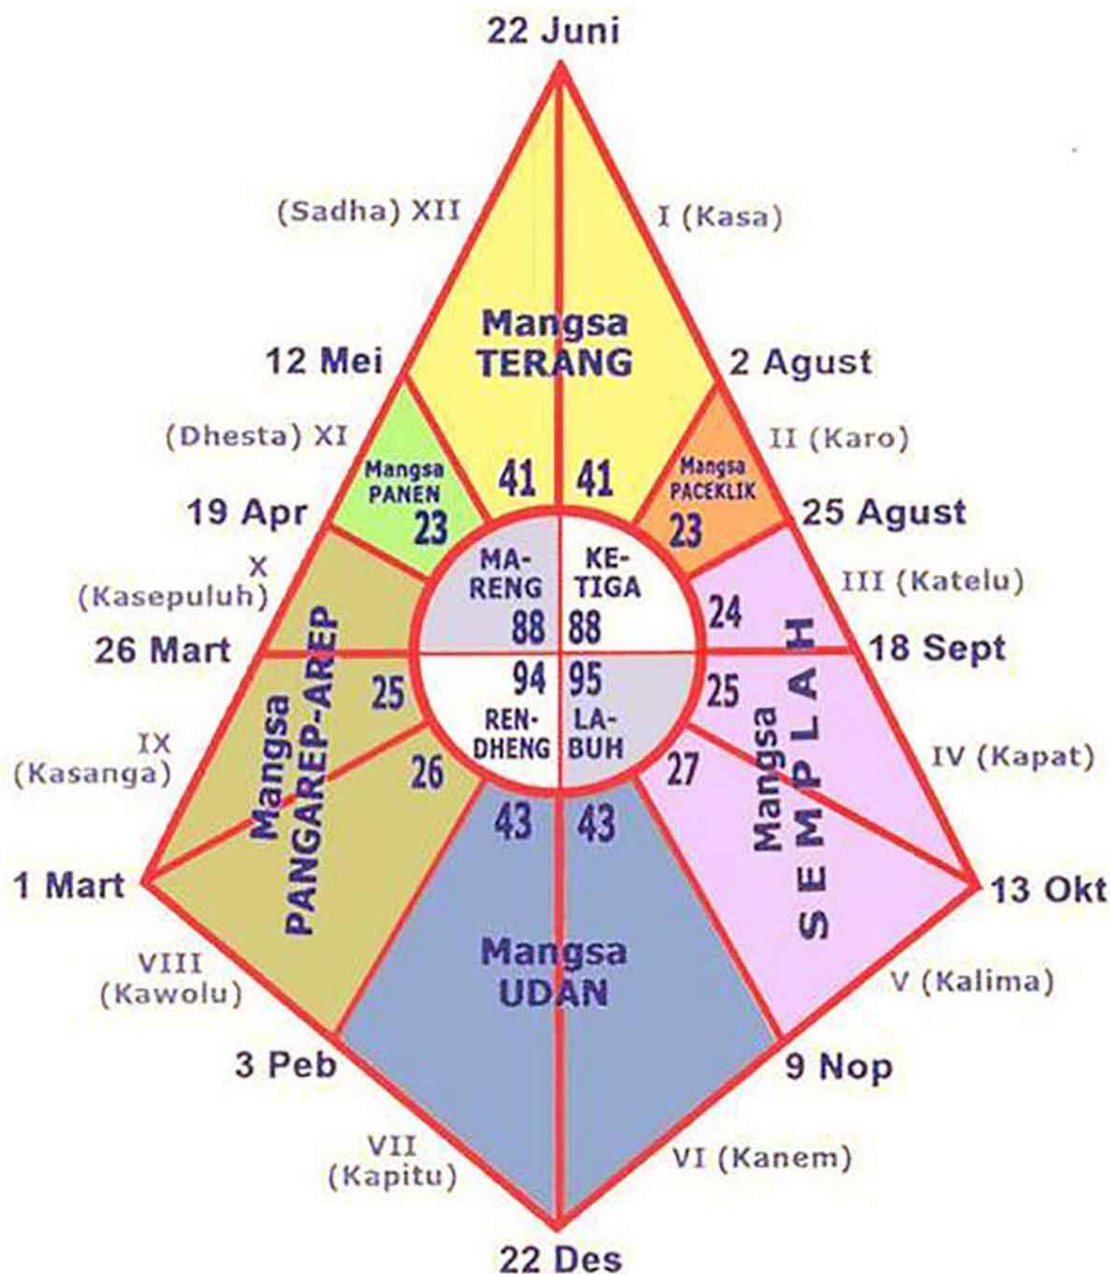 22 Juni
(Sadha) XII
I (Kasa)
Mangsa
TERANG
12 Mei
2 Agust
(Dhesta) XI
II (Karo)
Mangsa
PANEN
23
41
41
Mangsa
PACEKLIK
23
19 Apr
25 Agust
X
(Kasepuluh)
MA-
RENG
88
KE-
TIGA
88
24
III (Katelu)
26 Mart
18 Sept
25
94
REN-
DHENG
95
LA-
BUH
25
Mangsa
PANGAREP-AREP
Mangsa
SEMPLAH
IX
(Kasanga)
IV (Kapat)
26
27
43
43
1 Mart
13 Okt
Mangsa
UDAN
VIII
(Kawolu)
V (Kalima)
3 Peb
9 Nop
VII
(Kapitu)
VI (Kanem)
22 Des